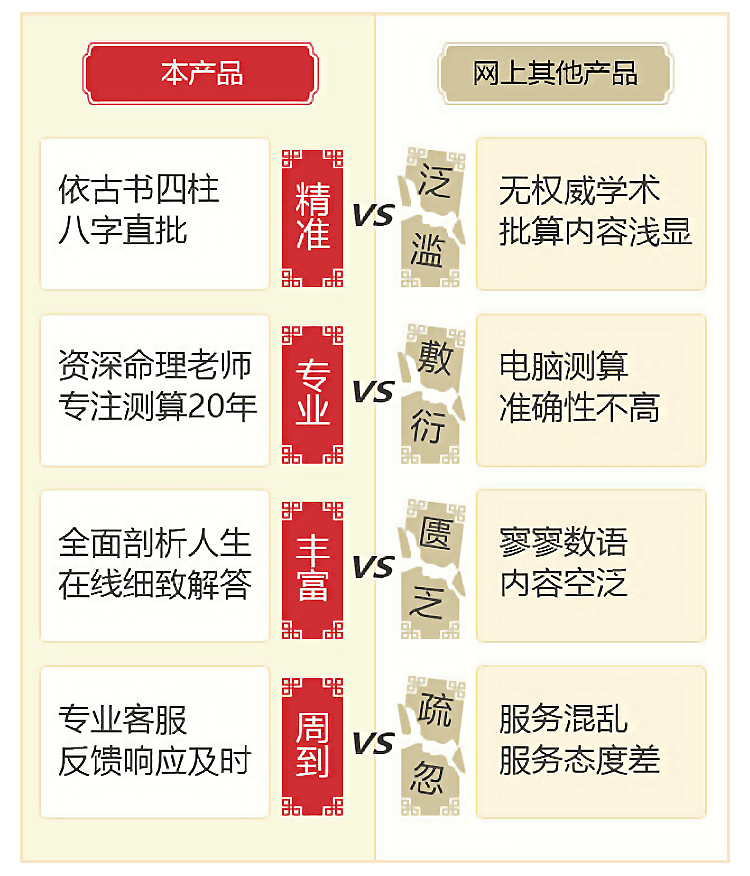 本产品
网上其他产品
依古书四柱
八字直批
精准
VS
泛滥
无权威学术
批算内容浅显
资深命理老师
专注测算20年
专业
VS
敷衍
电脑测算
准确性不高
全面剖析人生
在线细致解答
丰富
VS
匮乏
寥寥数语
内容空泛
专业客服
反馈响应及时
周到
VS
疏忽
服务混乱
服务态度差